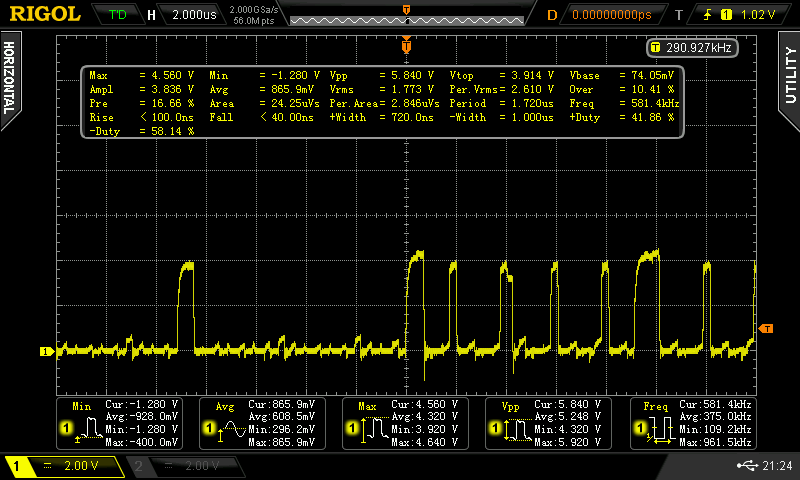 RIGOL T'D H 2.000us 2.000GSa/s 56.0M pts D 0.00000000ps T 1 1.02 V
HORIZONTAL
UTILITY
T
T 290.927kHz
Max = 4.560 V Min = -1.280 V Vpp = 5.840 V Vtop = 3.914 V Vbase = 74.05mV
Ampl = 3.836 V Avg = 865.9mV Vrms = 1.773 V Per.Vrms= 2.610 V Over = 10.41 %
Pre = 16.66 % Area = 24.25uVs Per.Area= 2.846uVs Period = 1.720us Freq = 581.4kHz
Rise < 100.0ns Fall < 40.00ns +Width = 720.0ns -Width = 1.000us +Duty = 41.86 %
-Duty = 58.14 %
T
1
Min Cur:-1.280 V Avg Cur:865.9mV Max Cur:4.560 V Vpp Cur:5.840 V Freq Cur:581.4kHz
1 Avg:-928.0mV 1 Avg:608.5mV 1 Avg:4.320 V 1 Avg:5.248 V 1 Avg:375.0kHz
Min:-1.280 V Min:296.2mV Min:3.920 V Min:4.320 V Min:109.2kHz
Max:-400.0mV Max:865.9mV Max:4.640 V Max:5.920 V Max:961.5kHz
1 2.00 V 2 2.00 V 21:24